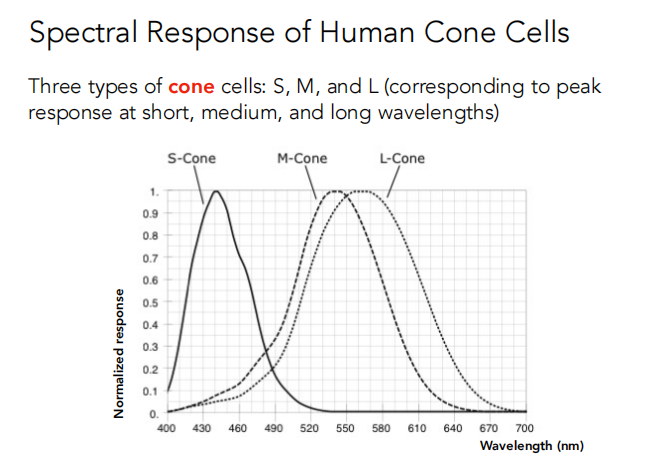 Spectral Response of Human Cone Cells
Three types of cone cells: S, M, and L (corresponding to peak
response at short, medium, and long wavelengths)
S-Cone M-Cone L-Cone
1.
0.9
0.8
0.7
0.6
0.5
0.4
0.3
0.2
0.1
0.
Normalized response
400 430 460 490 520 550 580 610 640 670 700
Wavelength (nm)